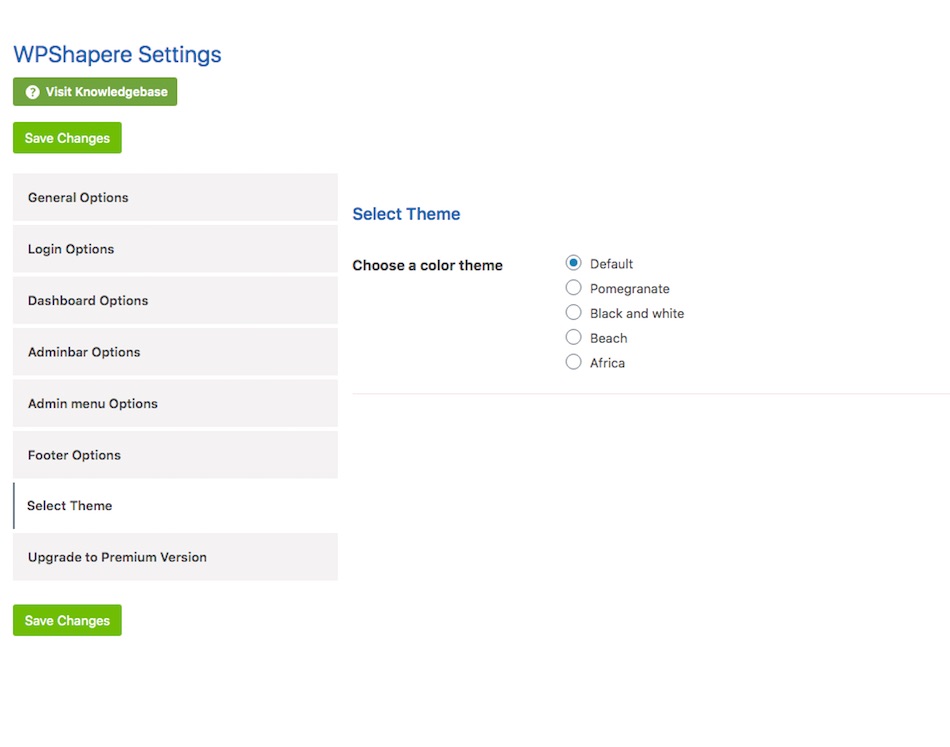 WPShapere Settings
? Visit Knowledgebase
Save Changes
General Options
Login Options
Dashboard Options
Adminbar Options
Admin menu Options
Footer Options
Select Theme
Upgrade to Premium Version
Save Changes
Select Theme
Choose a color theme
Default
Pomegranate
Black and white
Beach
Africa